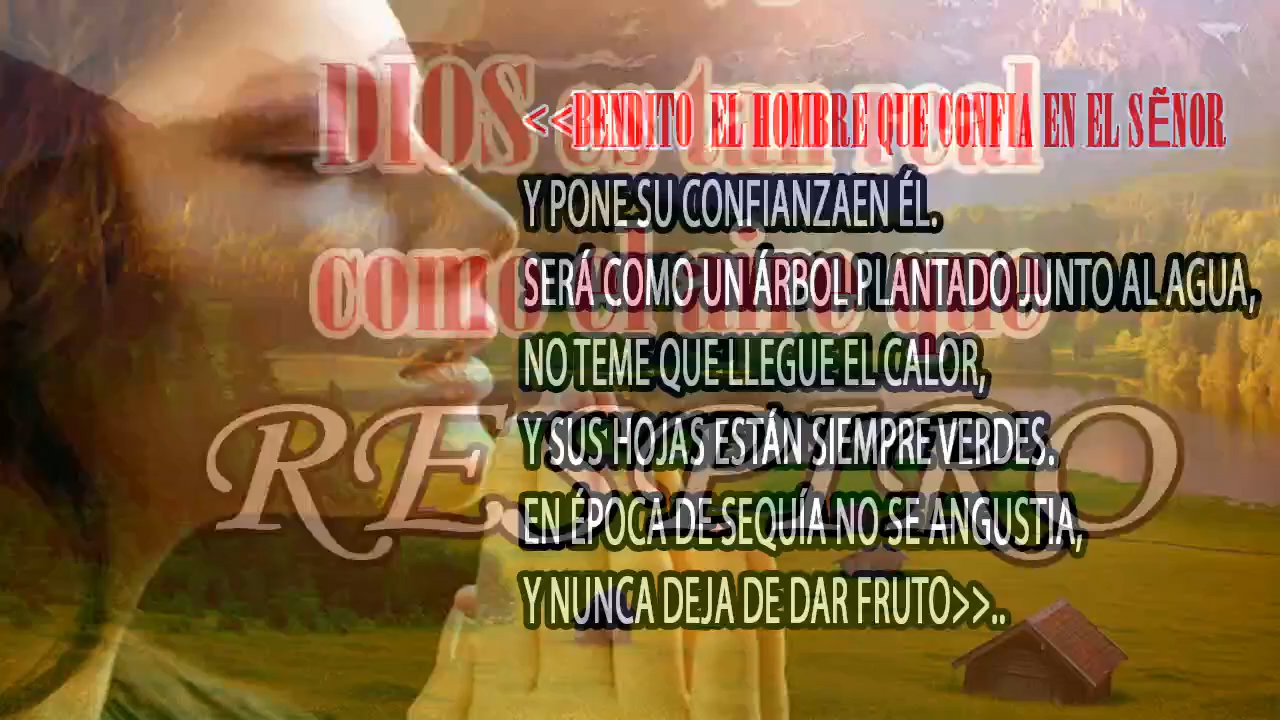 DÍOS es tan real
como el aire que
RESPIRO
<<BENDITO EL HOMBRE QUE CONFIA EN EL SẼNOR
Y PONE SU CONFIANZAEN ÉL.
SERÁ COMO UN ÁRBOL PLANTADO JUNTO AL AGUA,
NO TEME QUE LLEGUE EL CALOR,
Y SUS HOJAS ESTÁN SIEMPRE VERDES.
EN ÉPOCA DE SEQUÍA NO SE ANGUSTIA,
Y NUNCA DEJA DE DAR FRUTO>>..